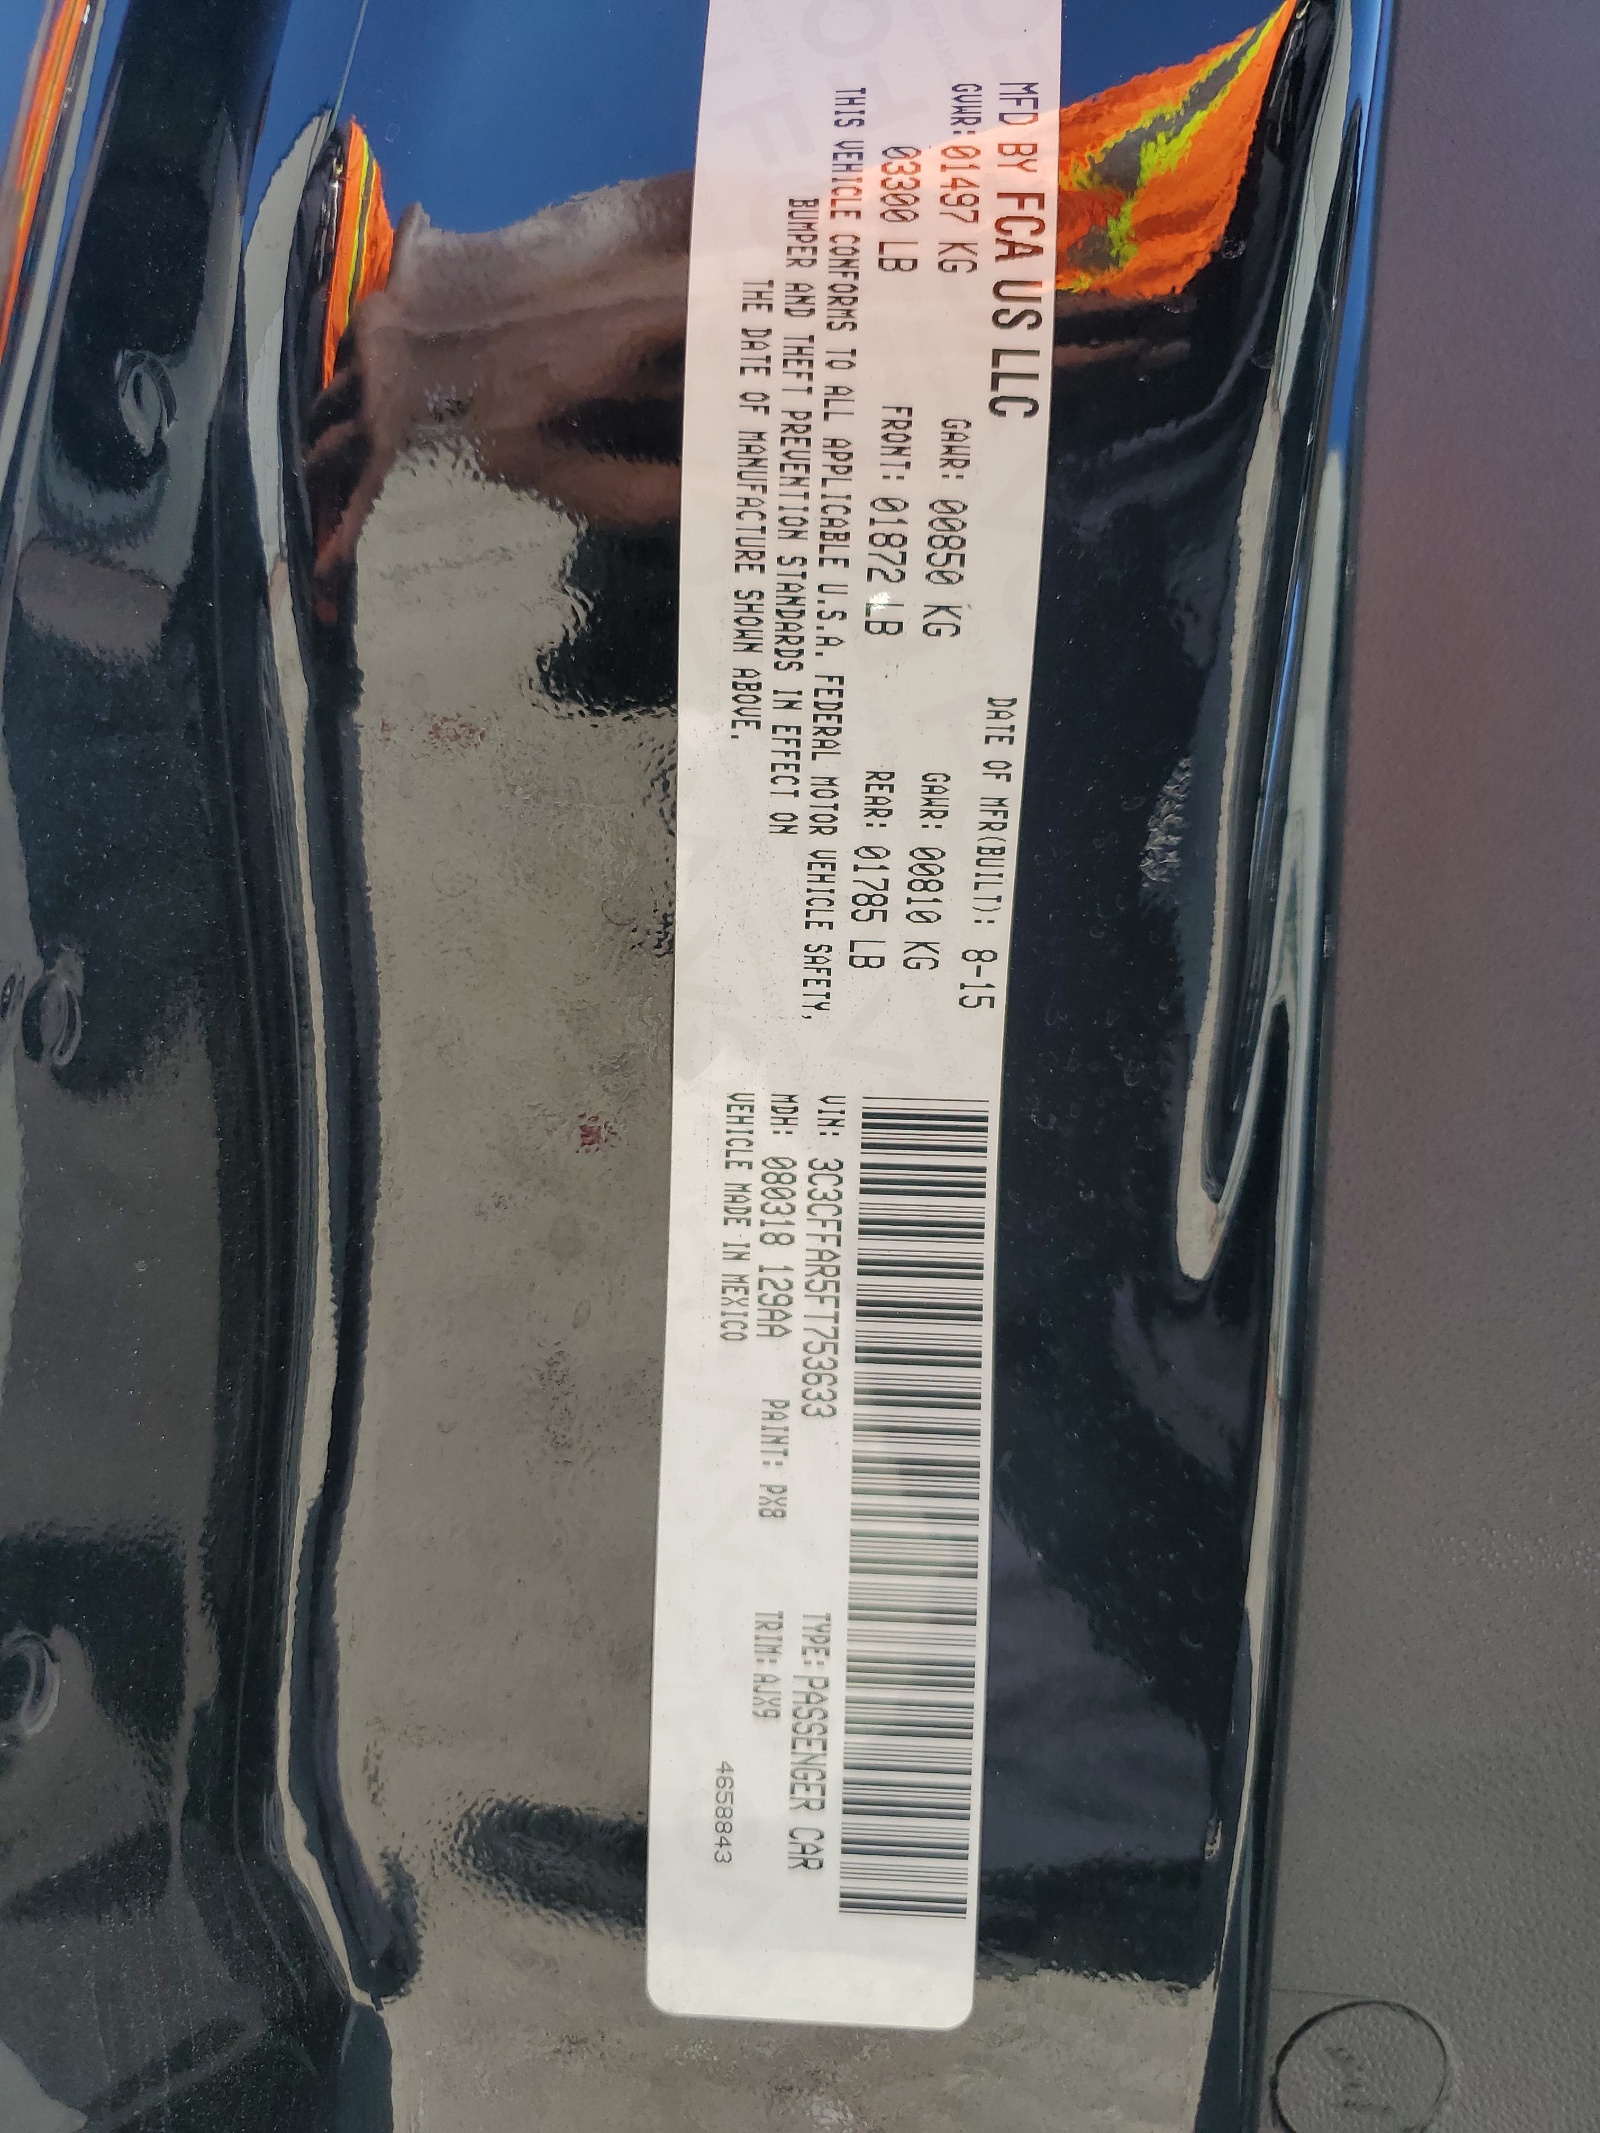 MFD BY FCA US LLC
DATE OF MFR(BUILT): 8-15
GVWR: 01497 KG GAWR: 00850 KG GAWR: 00810 KG
03300 LB FRONT: 01872 LB REAR: 01785 LB
THIS VEHICLE CONFORMS TO ALL APPLICABLE U.S.A. FEDERAL MOTOR VEHICLE SAFETY,
BUMPER AND THEFT PREVENTION STANDARDS IN EFFECT ON
THE DATE OF MANUFACTURE SHOWN ABOVE.
VIN: 3C3CFFAR5FT753633 TYPE: PASSENGER CAR
MDH: 080318 129AA PAINT: PX8 TRIM: AJX9
VEHICLE MADE IN MEXICO
4658843